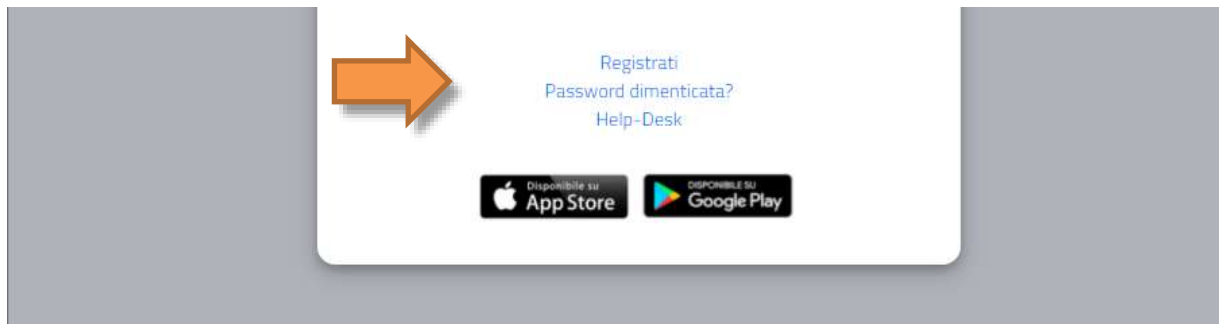 Registrati
Password dimenticata?
Help-Desk
Disponibile su
App Store
DISPONIBILE SU
Google Play